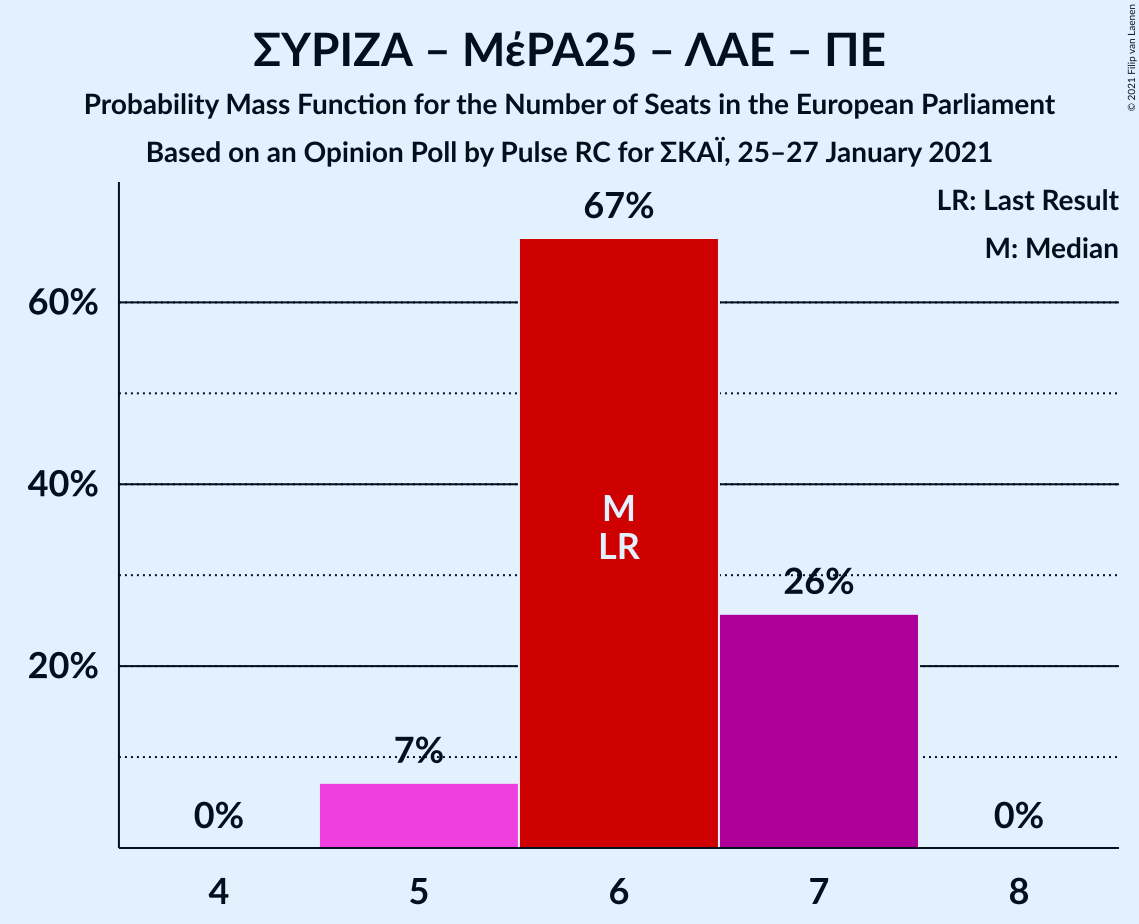 ΣΥΡΙΖΑ – ΜέΡΑ25 – ΛΑΕ – ΠΕ
Probability Mass Function for the Number of Seats in the European Parliament
Based on an Opinion Poll by Pulse RC for ΣΚΑΪ, 25–27 January 2021
© 2021 Filip van Laenen
LR: Last Result
M: Median
67%
60%
40%
20%
M
LR
26%
7%
0%
0%
4
5
6
7
8